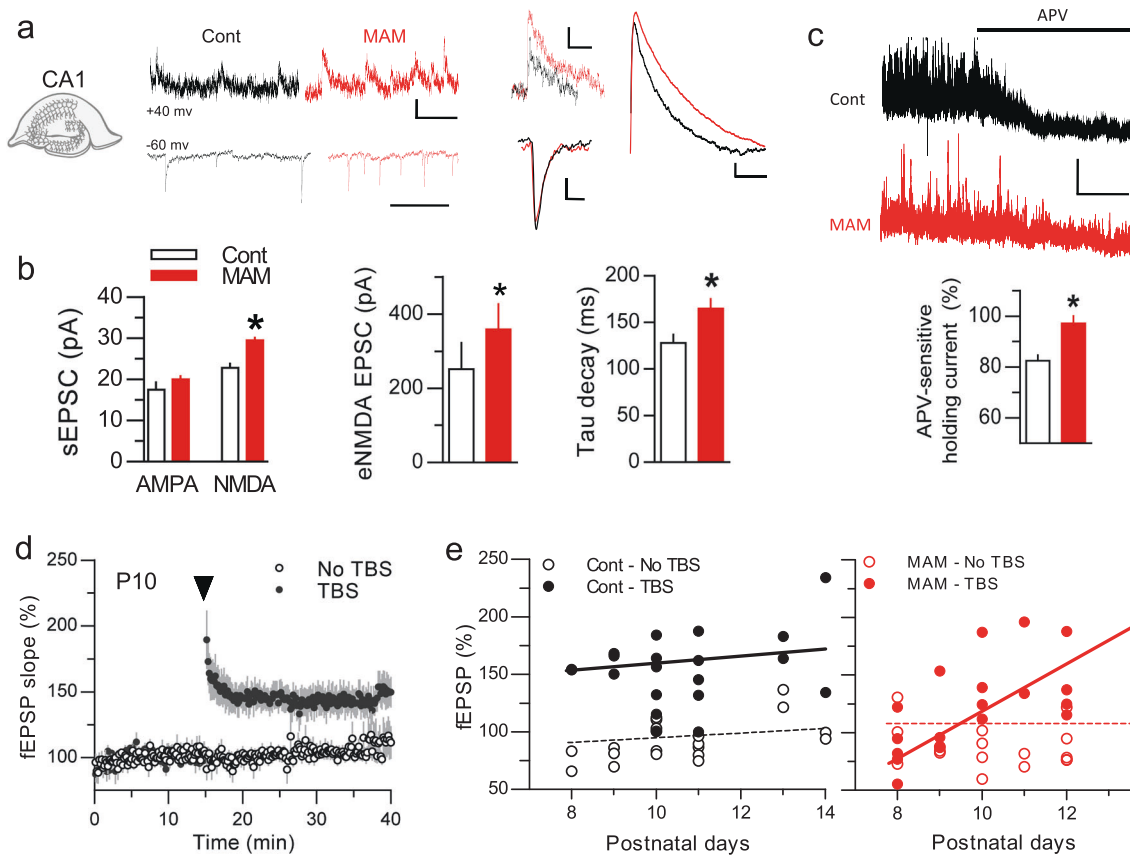 a
Cont
MAM
CA1
+40 mv
-60 mv
c
APV
Cont
MAM
b
Cont
MAM
sEPSC (pA)
40
30
20
10
0
AMPA
NMDA
*
eNMDA EPSC (pA)
400
200
0
*
Tau decay (ms)
200
150
100
50
0
*
APV-sensitive
holding current (%)
100
80
60
*
d
P10
No TBS
TBS
fEPSP slope (%)
250
200
150
100
0
10
20
30
40
Time (min)
e
Cont - No TBS
Cont - TBS
fEPSP (%)
250
200
150
100
50
8
10
12
14
Postnatal days
MAM - No TBS
MAM - TBS
8
10
12
Postnatal days